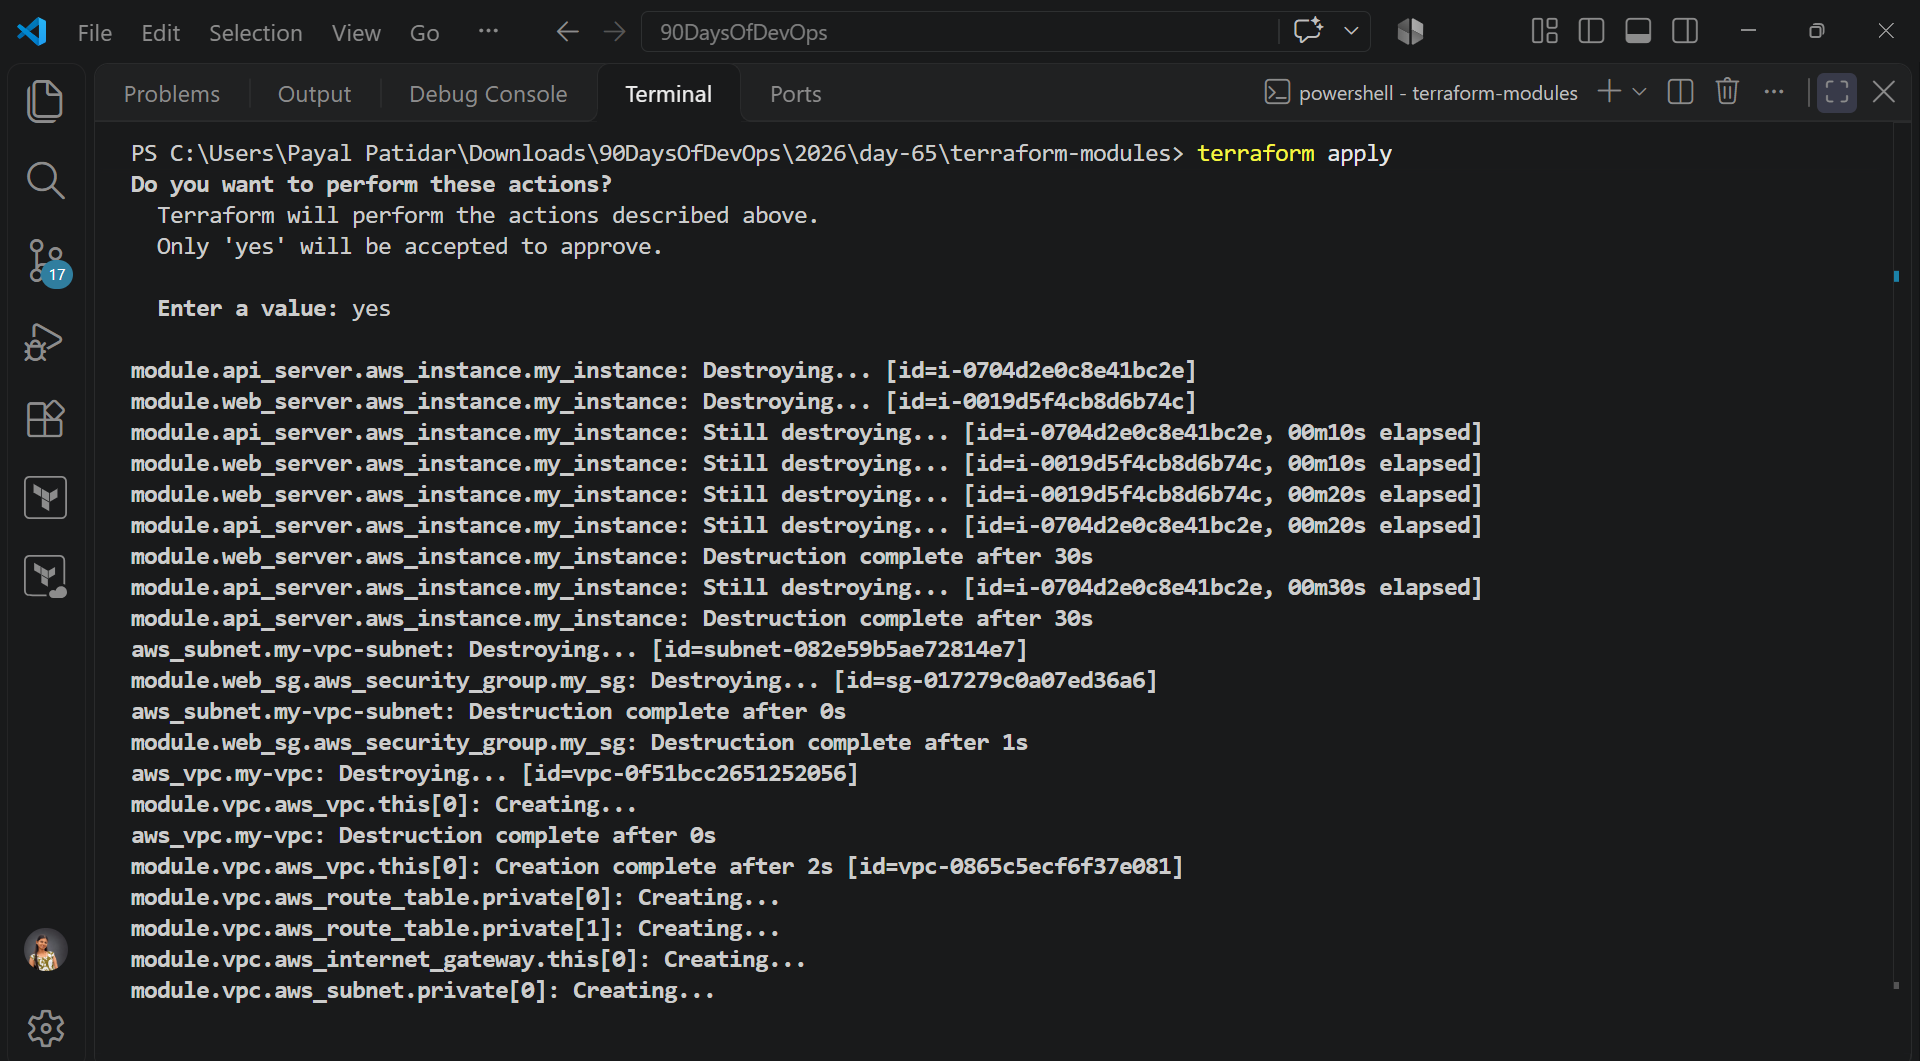 File Edit Selection View Go ··· 90DaysOfDevOps
Problems Output Debug Console Terminal Ports powershell - terraform-modules
PS C:\Users\Payal Patidar\Downloads\90DaysOfDevOps\2026\day-65\terraform-modules> terraform apply
Do you want to perform these actions?
Terraform will perform the actions described above.
Only 'yes' will be accepted to approve.
17
Enter a value: yes
module.api_server.aws_instance.my_instance: Destroying... [id=i-0704d2e0c8e41bc2e]
module.web_server.aws_instance.my_instance: Destroying... [id=i-0019d5f4cb8d6b74c]
module.api_server.aws_instance.my_instance: Still destroying... [id=i-0704d2e0c8e41bc2e, 00m10s elapsed]
module.web_server.aws_instance.my_instance: Still destroying... [id=i-0019d5f4cb8d6b74c, 00m10s elapsed]
module.web_server.aws_instance.my_instance: Still destroying... [id=i-0019d5f4cb8d6b74c, 00m20s elapsed]
module.api_server.aws_instance.my_instance: Still destroying... [id=i-0704d2e0c8e41bc2e, 00m20s elapsed]
module.web_server.aws_instance.my_instance: Destruction complete after 30s
module.api_server.aws_instance.my_instance: Still destroying... [id=i-0704d2e0c8e41bc2e, 00m30s elapsed]
module.api_server.aws_instance.my_instance: Destruction complete after 30s
aws_subnet.my-vpc-subnet: Destroying... [id=subnet-082e59b5ae72814e7]
module.web_sg.aws_security_group.my_sg: Destroying... [id=sg-017279c0a07ed36a6]
aws_subnet.my-vpc-subnet: Destruction complete after 0s
module.web_sg.aws_security_group.my_sg: Destruction complete after 1s
aws_vpc.my-vpc: Destroying... [id=vpc-0f51bcc2651252056]
module.vpc.aws_vpc.this[0]: Creating...
aws_vpc.my-vpc: Destruction complete after 0s
module.vpc.aws_vpc.this[0]: Creation complete after 2s [id=vpc-0865c5ecf6f37e081]
module.vpc.aws_route_table.private[0]: Creating...
module.vpc.aws_route_table.private[1]: Creating...
module.vpc.aws_internet_gateway.this[0]: Creating...
module.vpc.aws_subnet.private[0]: Creating...